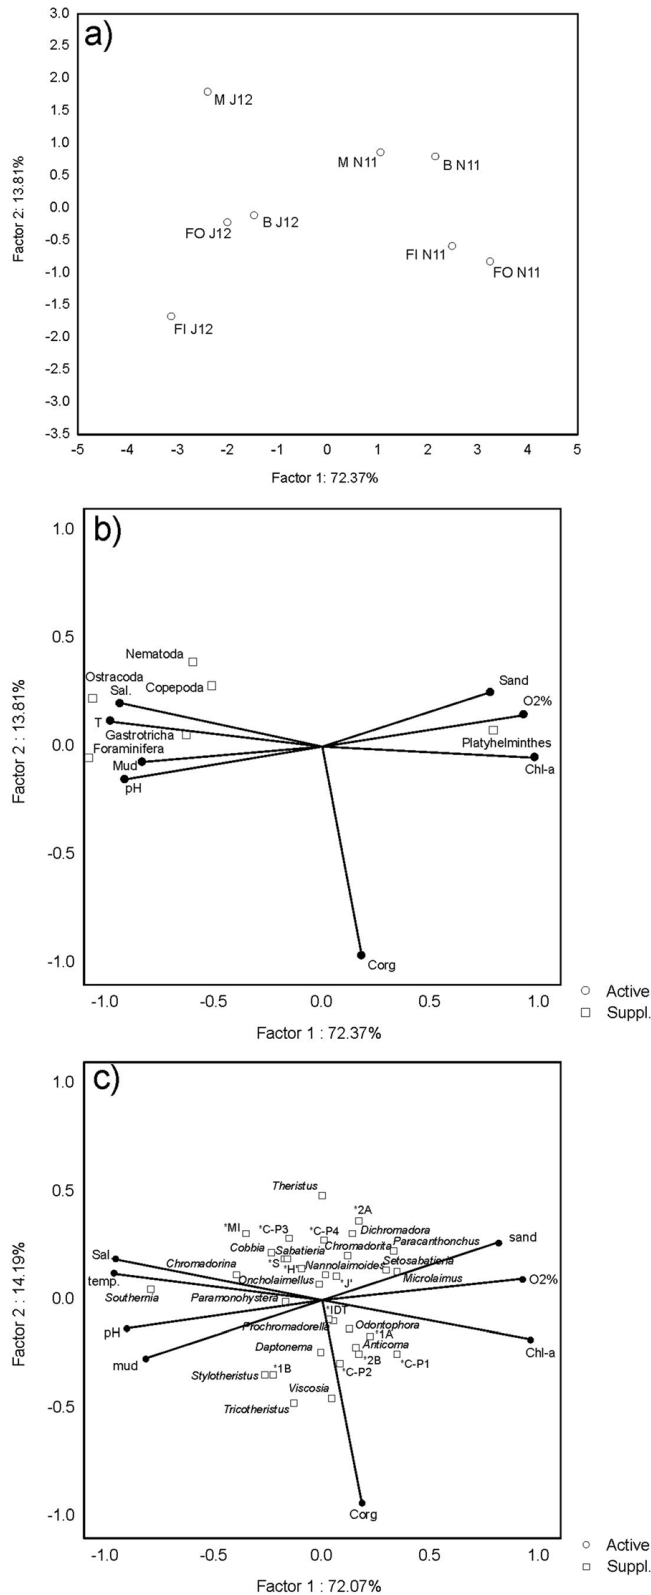 a)
3.0
2.5
2.0
1.5
1.0
0.5
0.0
-0.5
-1.0
-1.5
-2.0
-2.5
-3.0
-3.5
Factor 2: 13.81%
M J12
M N11
B N11
B J12
FO J12
FI N11
FO N11
FI J12
-5 -4 -3 -2 -1 0 1 2 3 4 5
Factor 1: 72.37%
b)
1.0
0.5
0.0
-0.5
-1.0
Factor 2 : 13.81%
Nematoda
Ostracoda
Copepoda
Sal.
T
Gastrotricha
Foraminifera
Mud
pH
Sand
O2%
Platyhelminthes
Chl-a
Corg
-1.0 -0.5 0.0 0.5 1.0
Factor 1 : 72.37%
Active
Suppl.
c)
1.0
0.5
0.0
-0.5
-1.0
Factor 2 : 14.19%
Theristus
*2A
*MI
*C-P3
*C-P4
Dichromadora
Cobbia
Sabatieria
Chromadorita
Paracanthonchus
sand
Sal.
*S
*H'
Nannolaimoides
Setosabatieria
Chromadorina
Oncholaimellus
*J'
Microlaimus
temp.
O2%
Southernia
Paramonohystera
*IDT
pH
Prochromadorella
Odontophora
*1A
Chl-a
mud
Daptonema
Anticoma
*2B
*C-P1
*C-P2
Stylotheristus
*1B
Viscosia
Tricotheristus
Corg
-1.0 -0.5 0.0 0.5 1.0
Factor 1 : 72.07%
Active
Suppl.